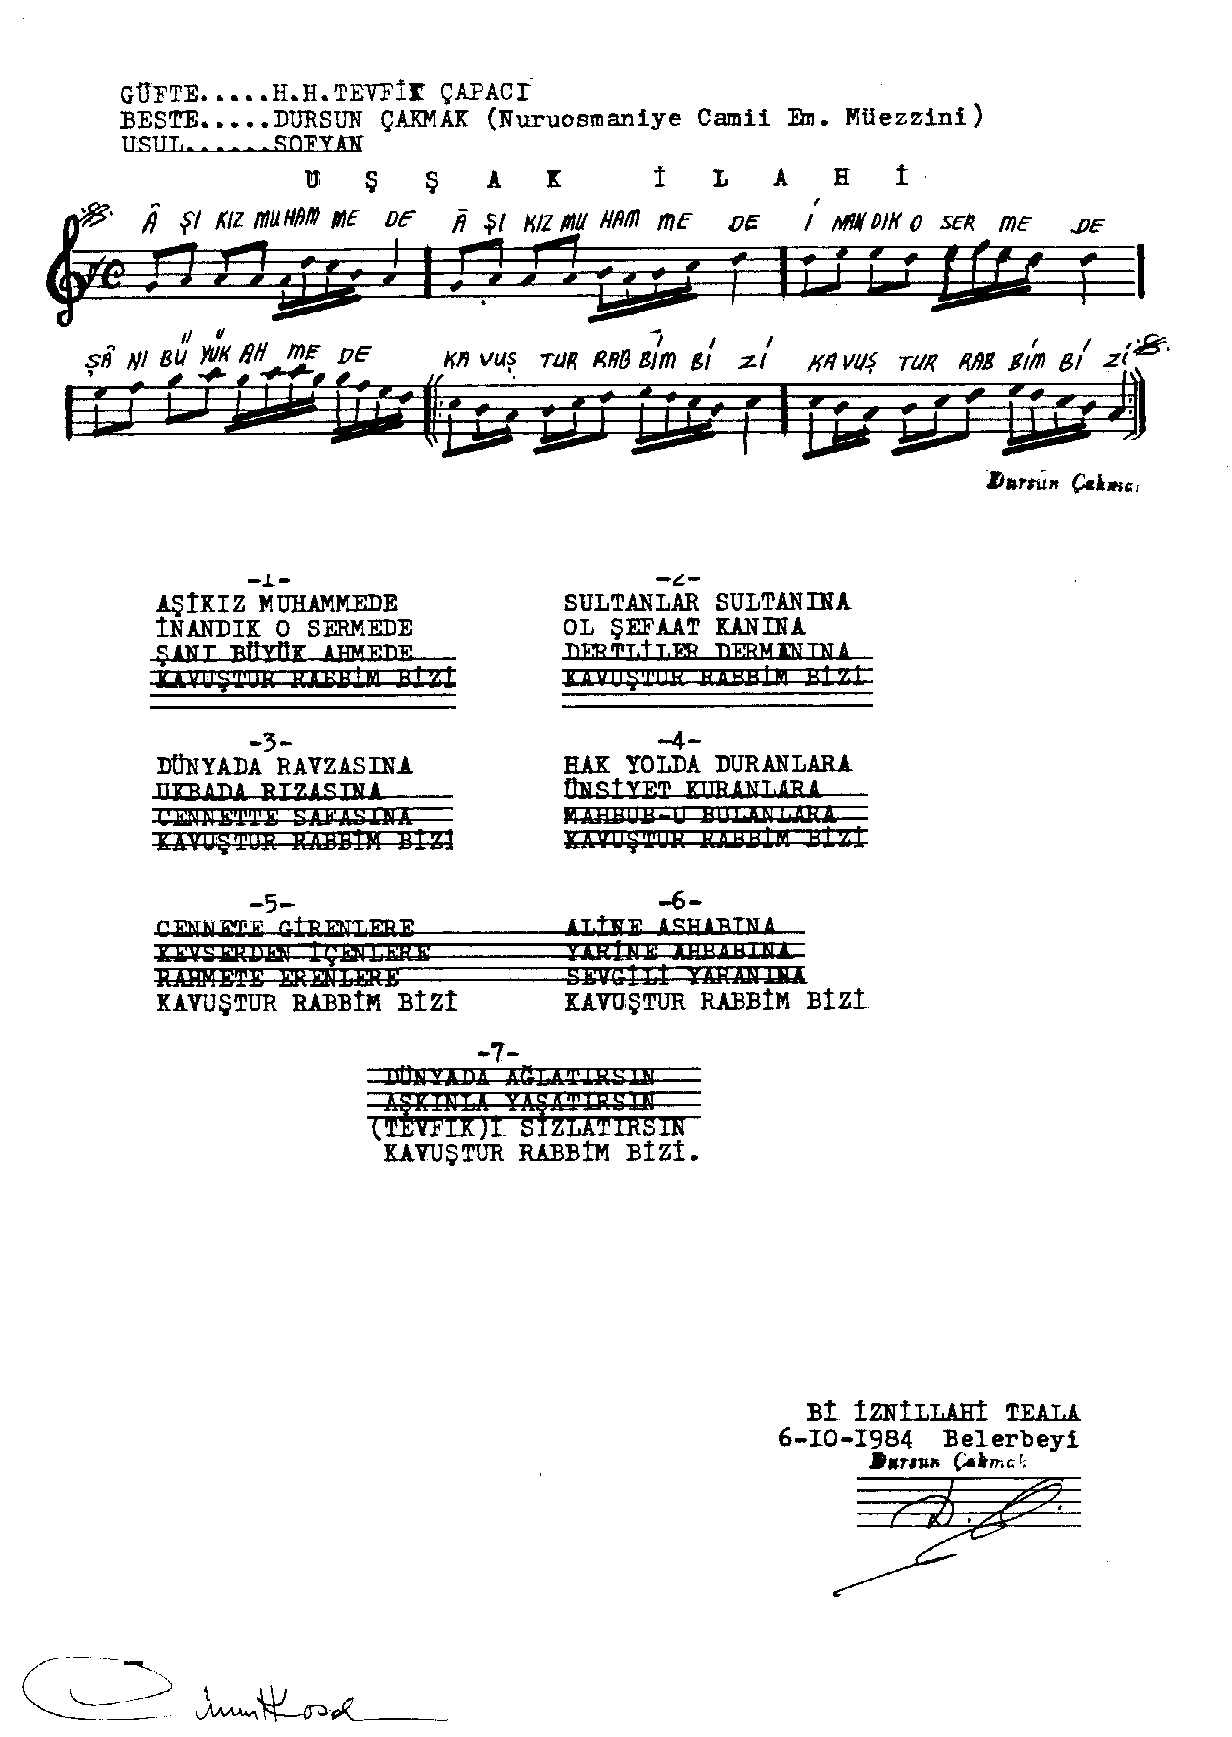 GÜFTE.....H.H.TEVFİK ÇAPACI
BESTE.....DURSUN ÇAKMAK (Nuruosmaniye Camii Em. Müezzini)
USUL......SOFYAN
U Ş Ş A K İ L A H İ
Â ŞI KIZ MU HAM ME DE Â ŞI KIZ MU HAM ME DE İ NAN DIK O SER ME DE
ŞÂ NI BÜ YÜK AH ME DE KA VUŞ TUR RAB BİM Bİ Zİ KA VUŞ TUR RAB BİM Bİ Zİ
Dursun Çakmak
-1-
AŞİKIZ MUHAMMEDE
İNANDIK O SERMEDE
ŞANI BÜYÜK AHMEDE
KAVUŞTUR RABBİM BİZİ
-2-
SULTANLAR SULTANINA
OL ŞEFAAT KANINA
DERTLİLER DERMANINA
KAVUŞTUR RABBİM BİZİ
-3-
DÜNYADA RAVZASINA
UKBADA RIZASINA
CENNETTE SAFASINA
KAVUŞTUR RABBİM BİZİ
-4-
HAK YOLDA DURANLARA
ÜNSİYET KURANLARA
MAHBUB-U BULANLARA
KAVUŞTUR RABBİM BİZİ
-5-
CENNETE GİRENLERE
KEVSERDEN İÇENLERE
RAHMETE ERENLERE
KAVUŞTUR RABBİM BİZİ
-6-
ALİNE ASHABINA
YARİNE AHBABINA
SEVGİLİ YARANINA
KAVUŞTUR RABBİM BİZİ
-7-
DÜNYADA AĞLATIRSIN
AŞKINLA YAŞATIRSIN
(TEVFIK)İ SİZLATIRSIN
KAVUŞTUR RABBİM BİZİ.
Bİ İZNİLLAHİ TEALA
6-IO-I984 Belerbeyi
Dursun Çakmak